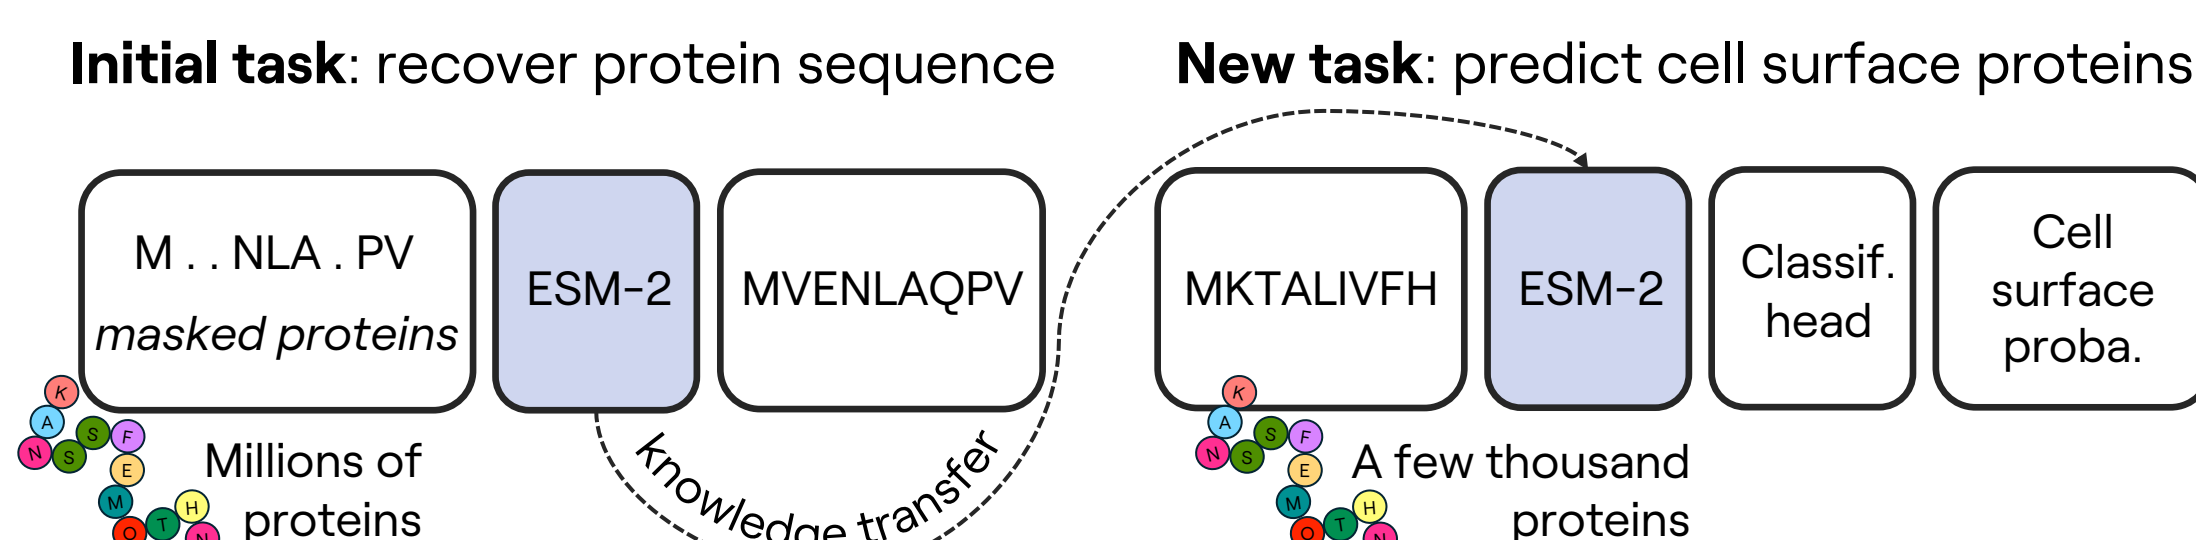 Initial task: recover protein sequence
New task: predict cell surface proteins
M . . NLA . PV
masked proteins
ESM-2
MVENLAQPV
MKTALIVFH
ESM-2
Classif.
head
Cell
surface
proba.
knowledge transfer
K
A
N
S
S
F
E
M
Q
T
H
N
Millions of
proteins
K
A
N
S
S
F
E
M
Q
T
H
N
A few thousand
proteins